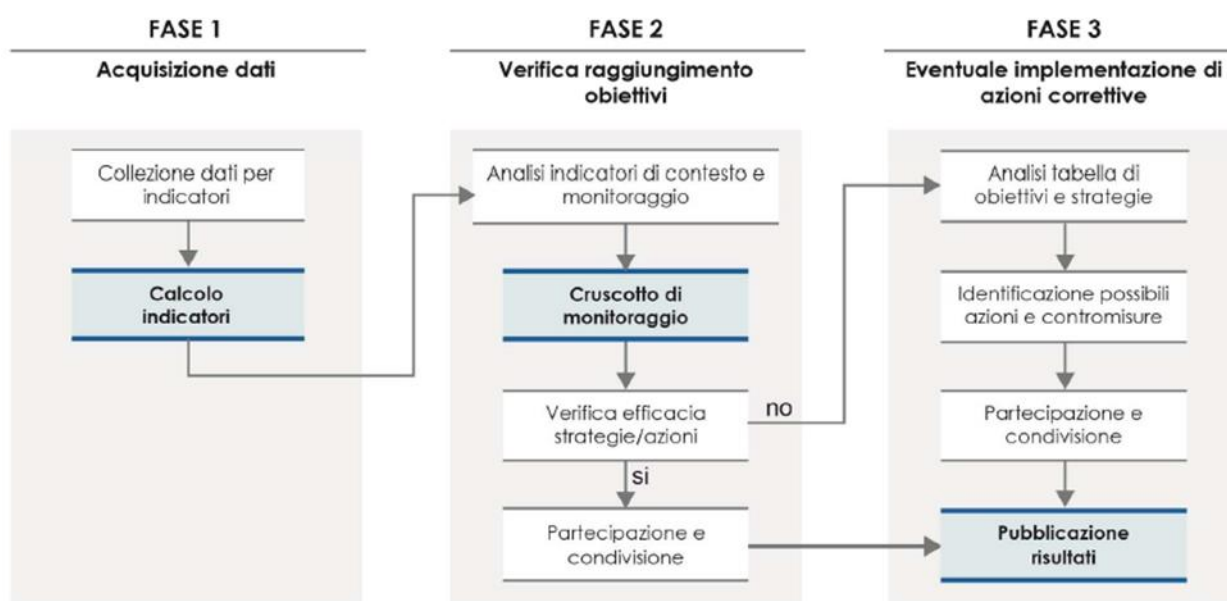 FASE 1
Acquisizione dati
Collezione dati per
indicatori
Calcolo
indicatori
FASE 2
Verifica raggiungimento
obiettivi
Analisi indicatori di contesto e
monitoraggio
Cruscotto di
monitoraggio
Verifica efficacia
strategie/azioni
no
si
Partecipazione e
condivisione
FASE 3
Eventuale implementazione di
azioni correttive
Analisi tabella di
obiettivi e strategie
Identificazione possibili
azioni e contromisure
Partecipazione e
condivisione
Pubblicazione
risultati